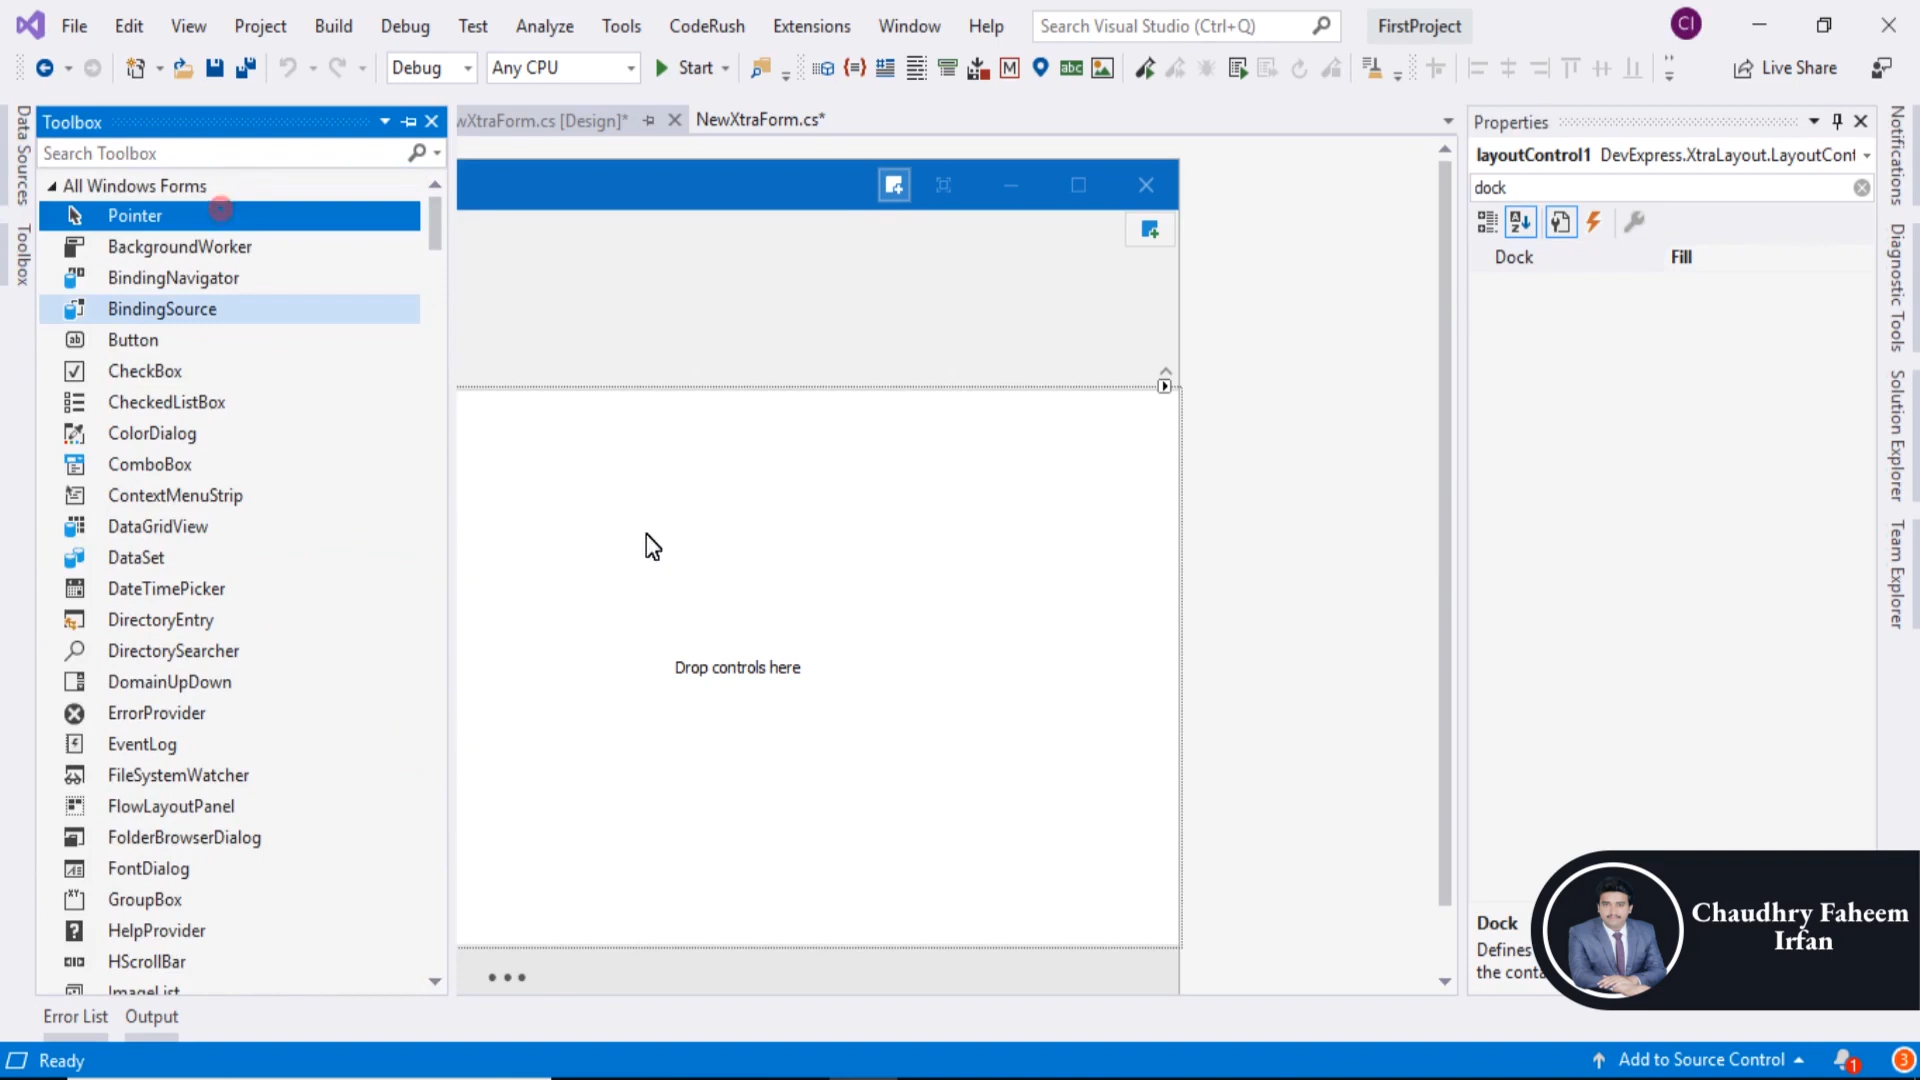 File Edit View Project Build Debug Test Analyze Tools CodeRush Extensions Window Help Search Visual Studio (Ctrl+Q) FirstProject CI
Debug Any CPU Start M abc Live Share
Data Sources
Toolbox
Toolbox
Search Toolbox
All Windows Forms
Pointer
BackgroundWorker
BindingNavigator
BindingSource
Button
CheckBox
CheckedListBox
ColorDialog
ComboBox
ContextMenuStrip
DataGridView
DataSet
DateTimePicker
DirectoryEntry
DirectorySearcher
DomainUpDown
ErrorProvider
EventLog
FileSystemWatcher
FlowLayoutPanel
FolderBrowserDialog
FontDialog
GroupBox
HelpProvider
HScrollBar
ImageList
wXtraForm.cs [Design]* NewXtraForm.cs*
Drop controls here
Properties
layoutControl1 DevExpress.XtraLayout.LayoutCont
dock
Dock Fill
Dock
Defines
the conta
Notifications
Diagnostic Tools
Solution Explorer
Team Explorer
Chaudhry Faheem
Irfan
Error List Output
Ready Add to Source Control 1 3